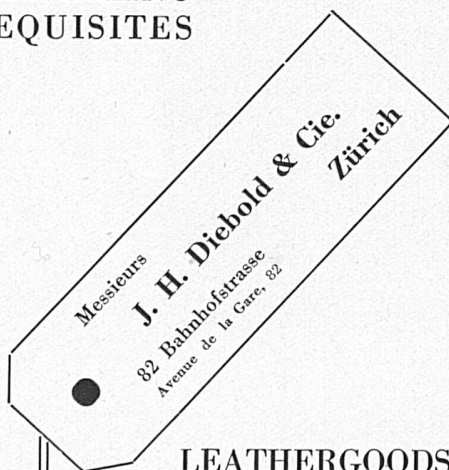 EQUISITES
Messieurs
J. H. Diebold & Cie.
Zürich
82 Bahnhofstrasse
Avenue de la Gare, 82
LEATHERGOODS